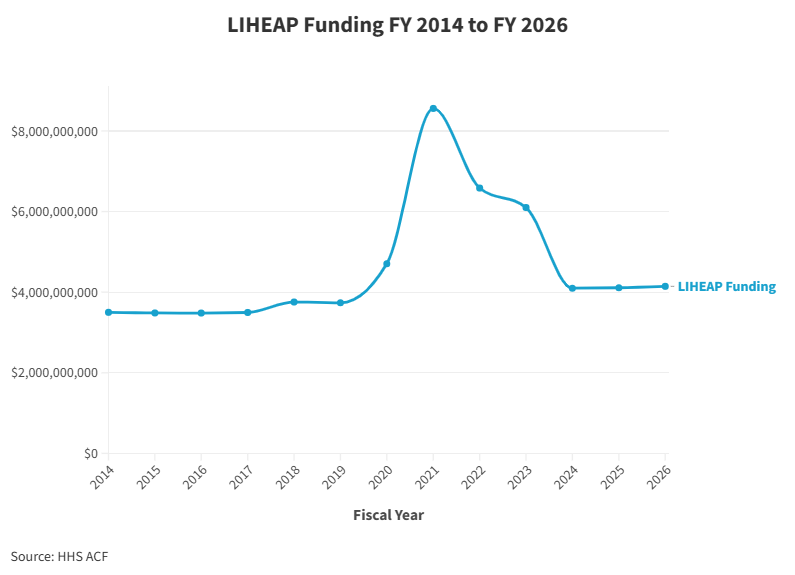 LIHEAP Funding FY 2014 to FY 2026
$8,000,000,000
$6,000,000,000
$4,000,000,000
$2,000,000,000
$0
LIHEAP Funding
2014 2015 2016 2017 2018 2019 2020 2021 2022 2023 2024 2025 2026
Fiscal Year
Source: HHS ACF